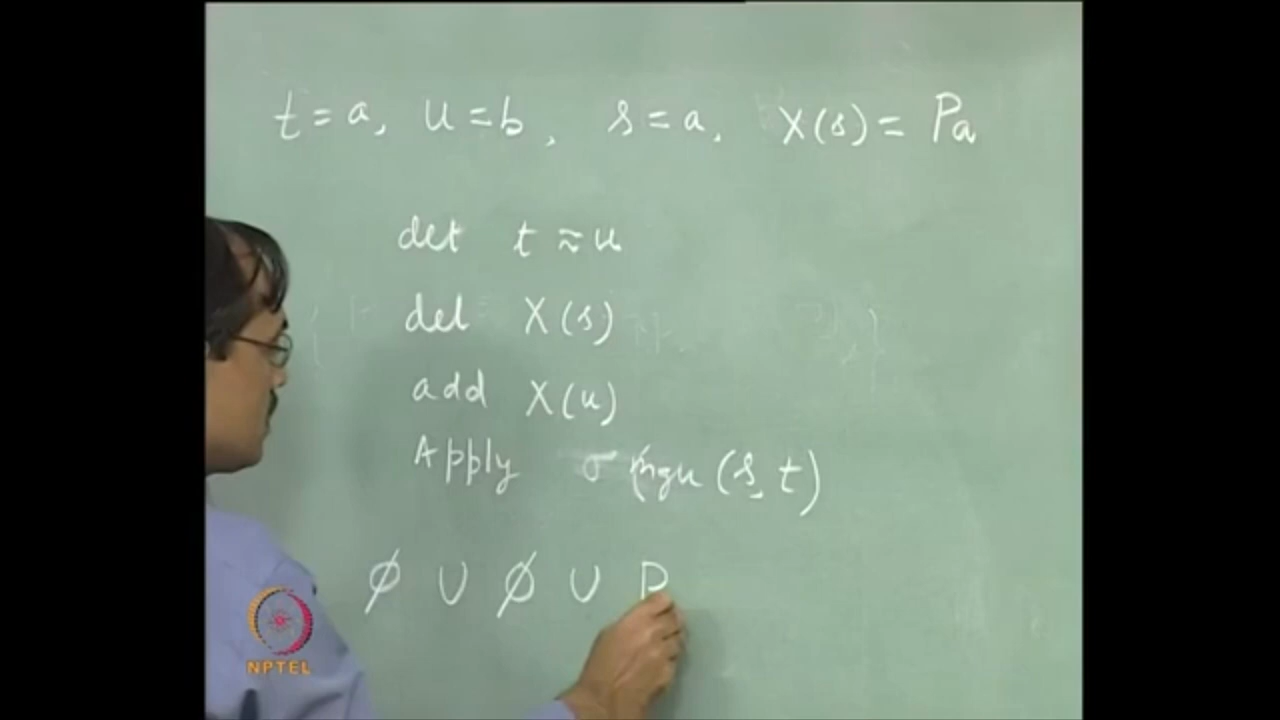 t = a, u = b, s = a, X(s) = Pa
det t ≈ u
del X(s)
add X(u)
Apply σ mgu (s, t)
∅ ∪ ∅ ∪ P
NPTEL